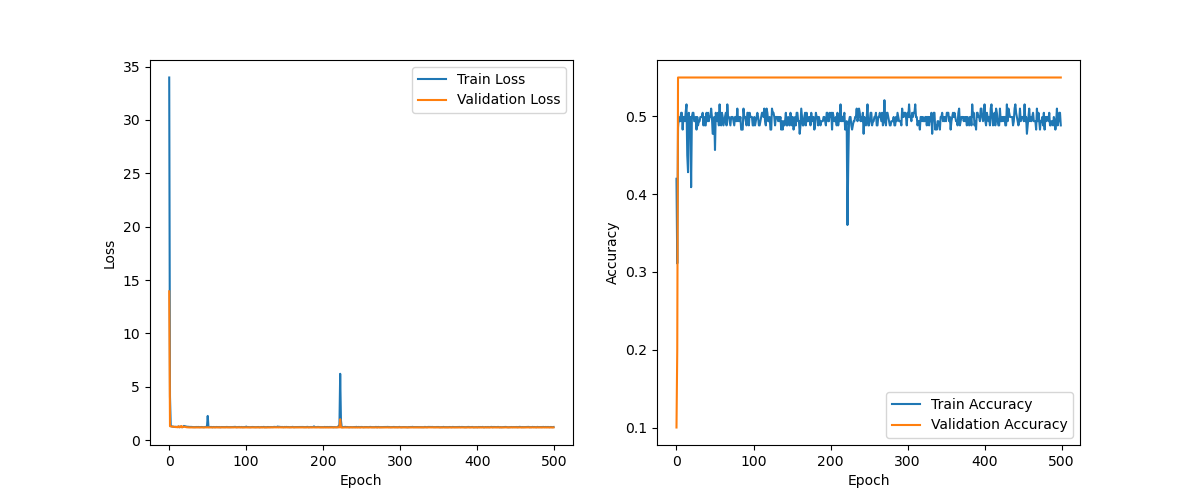 35
30
25
20
15
10
5
0
Loss
0 100 200 300 400 500
Epoch
Train Loss
Validation Loss
0.5
0.4
0.3
0.2
0.1
Accuracy
0 100 200 300 400 500
Epoch
Train Accuracy
Validation Accuracy